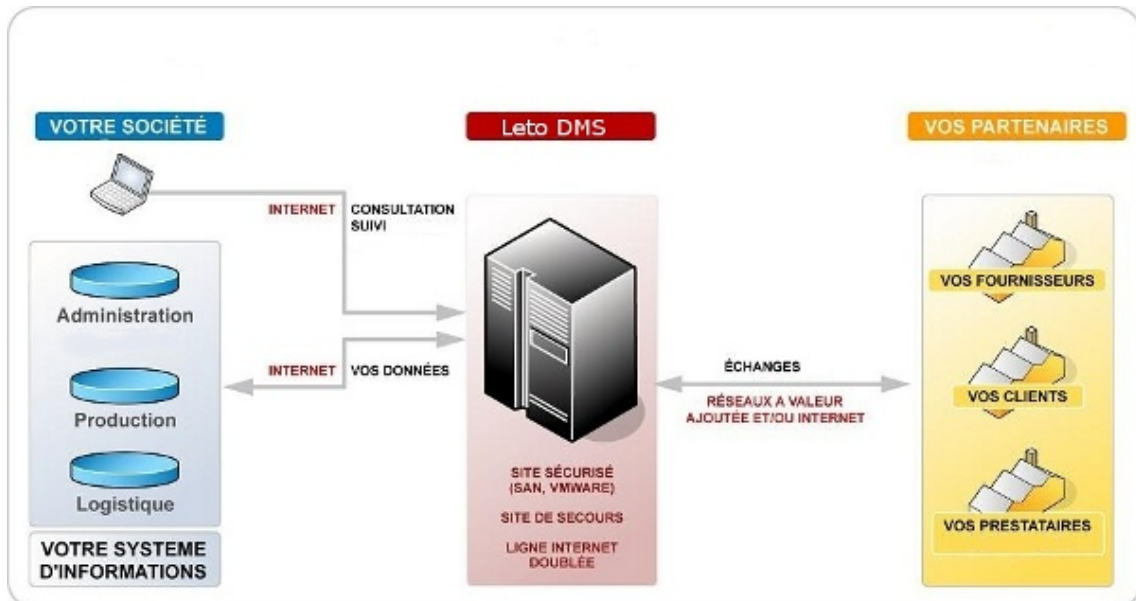 VOTRE SOCIÉTÉ
Leto DMS
VOS PARTENAIRES
INTERNET
CONSULTATION
SUIVI
Administration
Production
Logistique
VOTRE SYSTEME
D'INFORMATIONS
INTERNET
VOS DONNÉES
SITE SÉCURISÉ
(SAN, VMWARE)
SITE DE SECOURS
LIGNE INTERNET
DOUBLÉE
ÉCHANGES
RÉSEAUX A VALEUR
AJOUTÉE ET/OU INTERNET
VOS FOURNISSEURS
VOS CLIENTS
VOS PRESTATAIRES